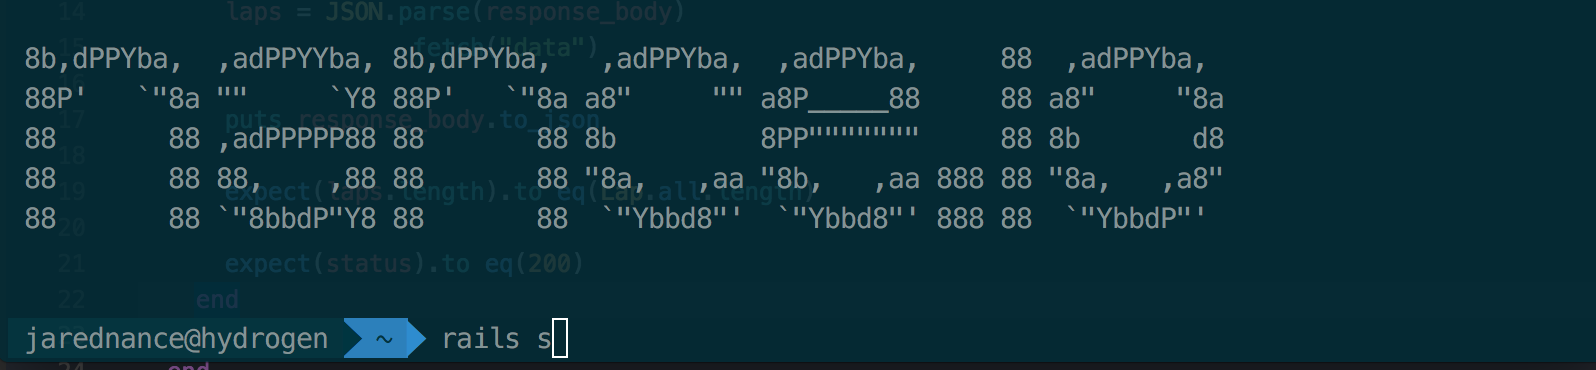 14 laps = JSON.parse(response_body)
15 .fetch("data")
8b,dPPYba,  ,adPPYYba, 8b,dPPYba,   ,adPPYba,  ,adPPYba,     88  ,adPPYba,
16
88P'   `"8a ""     `Y8 88P'   `"8a a8"     "" a8P_____88     88 a8"     "8a
17 puts response_body.to_json
88       88 ,adPPPPP88 88       88 8b         8PP"""""""     88 8b       d8
18
88       88 88,    ,88 88       88 "8a,   ,aa "8b,   ,aa 888 88 "8a,   ,a8"
19 expect(laps.length).to eq(Lap.all.length)
88       88 `"8bbdP"Y8 88       88  `"Ybbd8"'  `"Ybbd8"' 888 88  `"YbbdP"'
20
21 expect(status).to eq(200)
22 end
jarednance@hydrogen ~ rails s
24 end